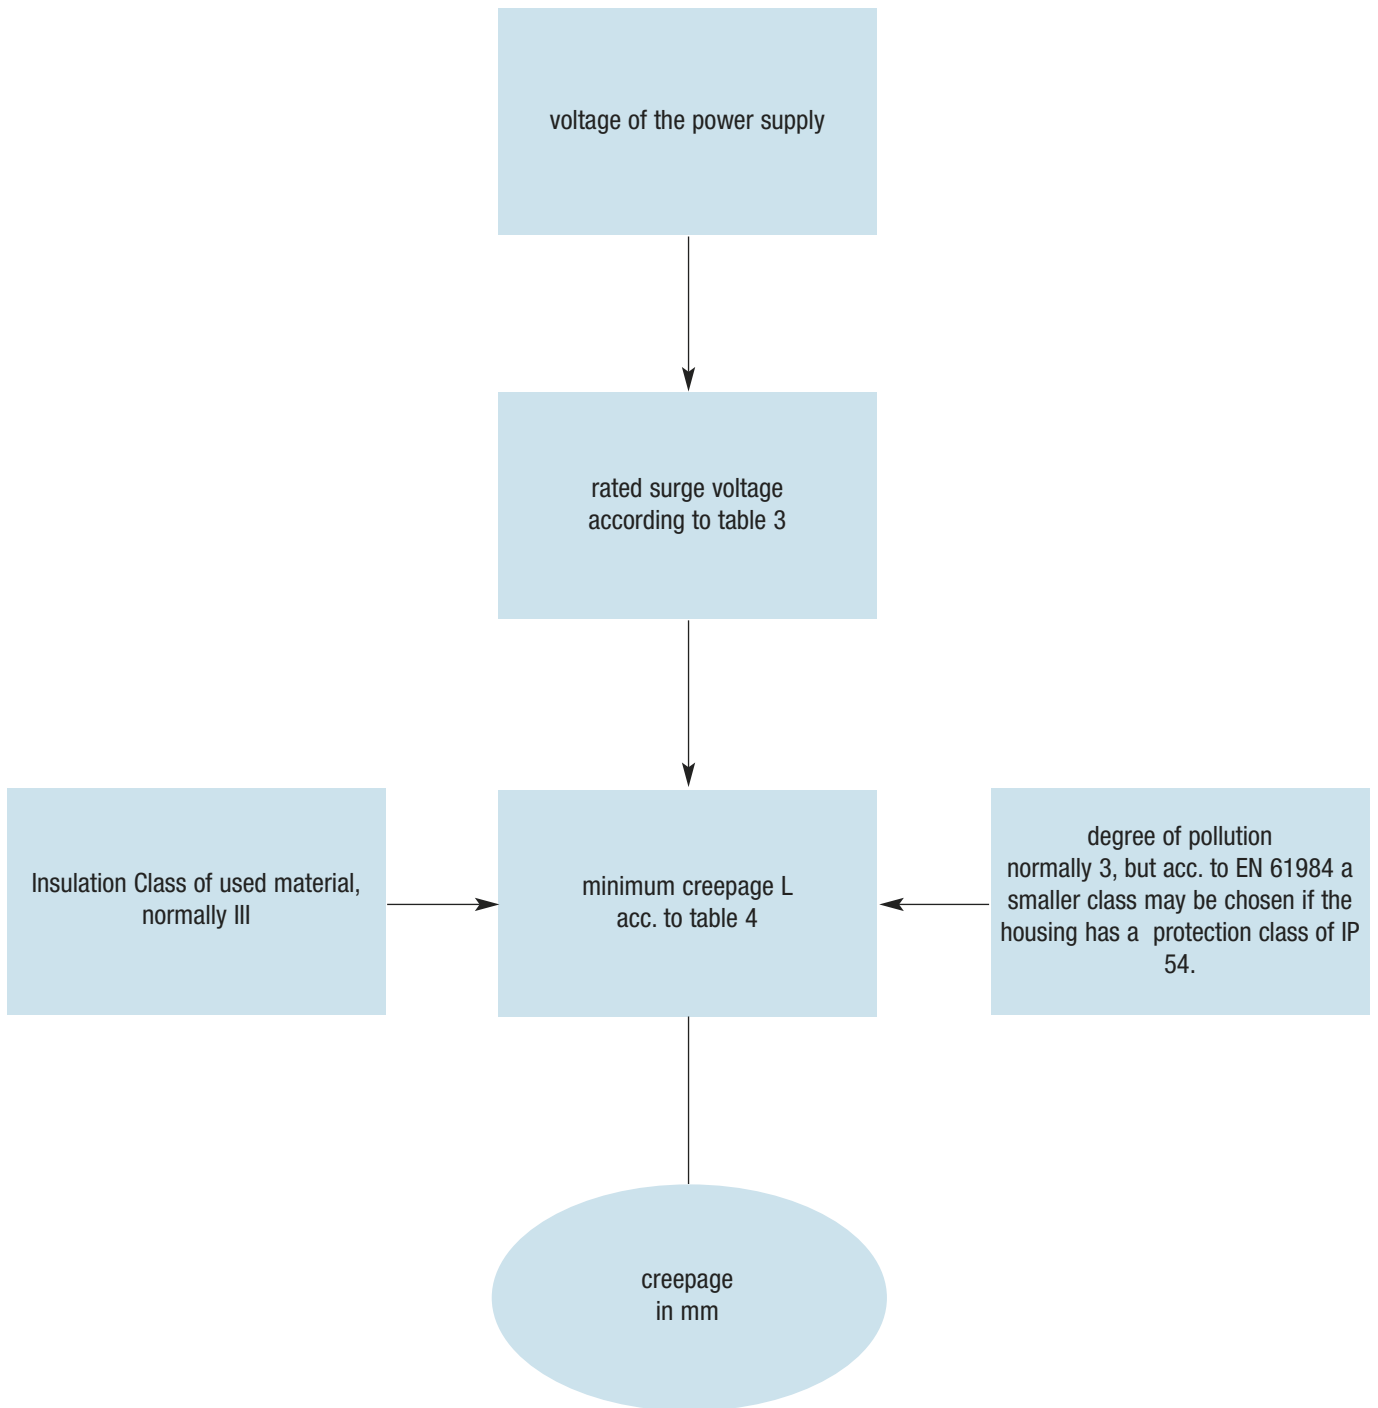 voltage of the power supply
rated surge voltage
according to table 3
Insulation Class of used material,
normally III
minimum creepage L
acc. to table 4
degree of pollution
normally 3, but acc. to EN 61984 a
smaller class may be chosen if the
housing has a protection class of IP
54.
creepage
in mm